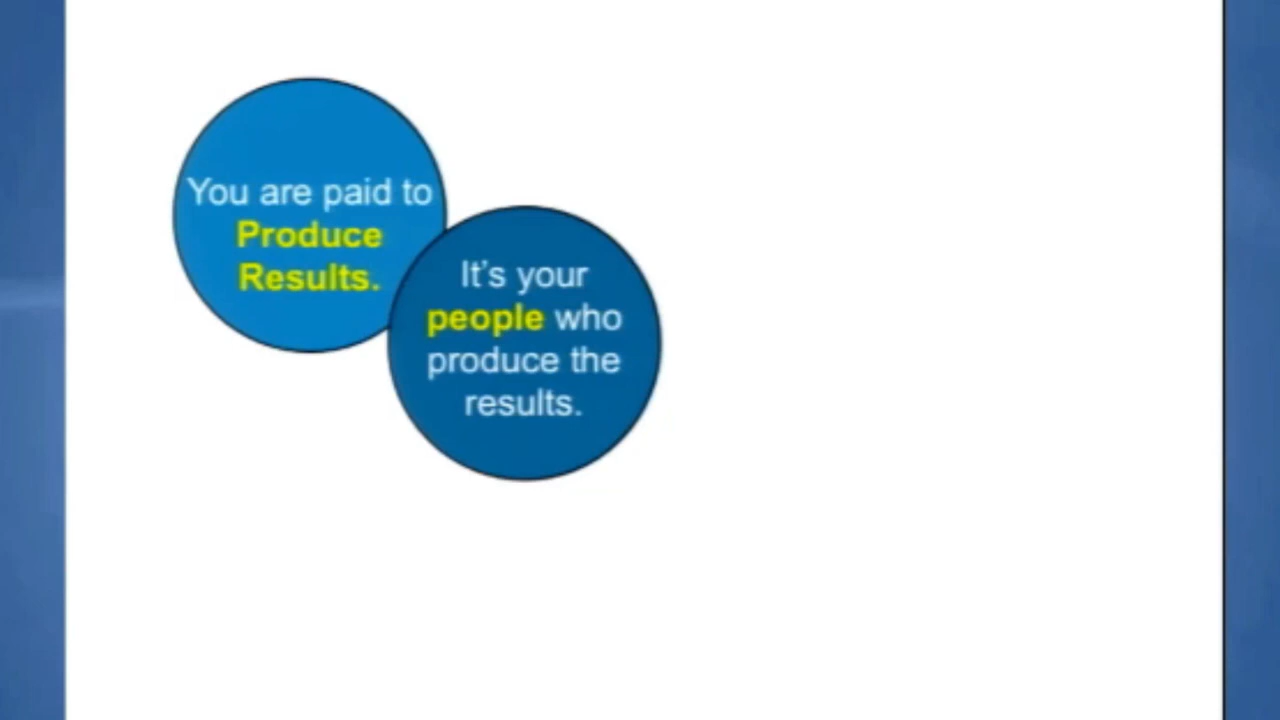 You are paid to
Produce
Results.
It's your
people who
produce the
results.